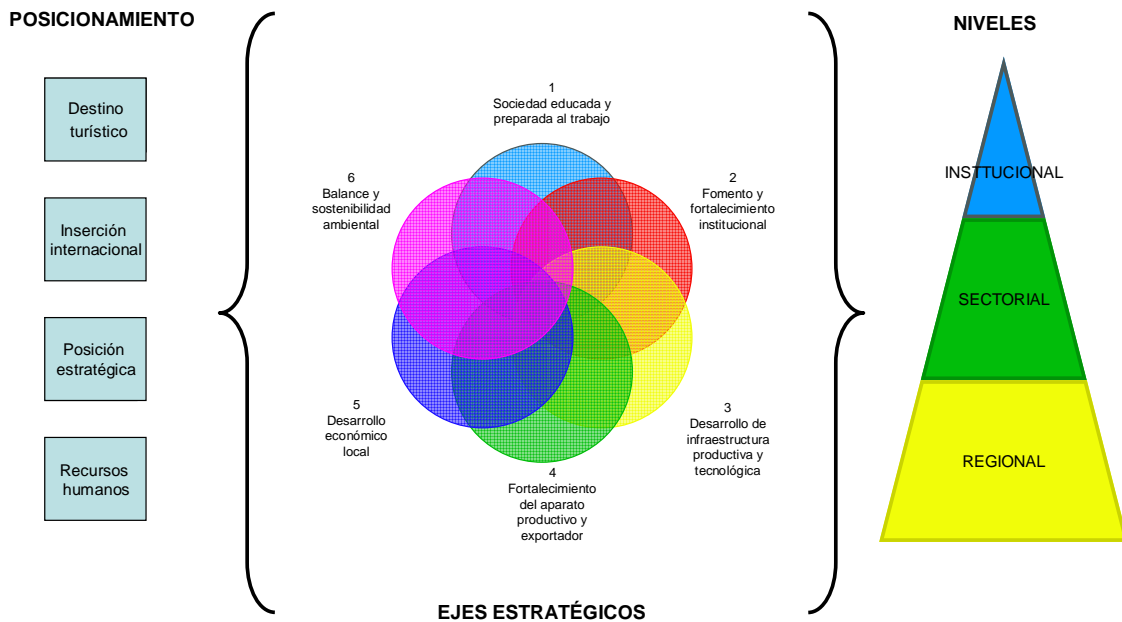 POSICIONAMIENTO
Destino
turístico
Inserción
internacional
Posición
estratégica
Recursos
humanos
1
Sociedad educada y
preparada al trabajo
2
Fomento y
fortalecimiento
institucional
3
Desarrollo de
infraestructura
productiva y
tecnológica
4
Fortalecimiento
del aparato
productivo y
exportador
5
Desarrollo
económico
local
6
Balance y
sostenibilidad
ambiental
EJES ESTRATÉGICOS
NIVELES
INSTTUCIONAL
SECTORIAL
REGIONAL